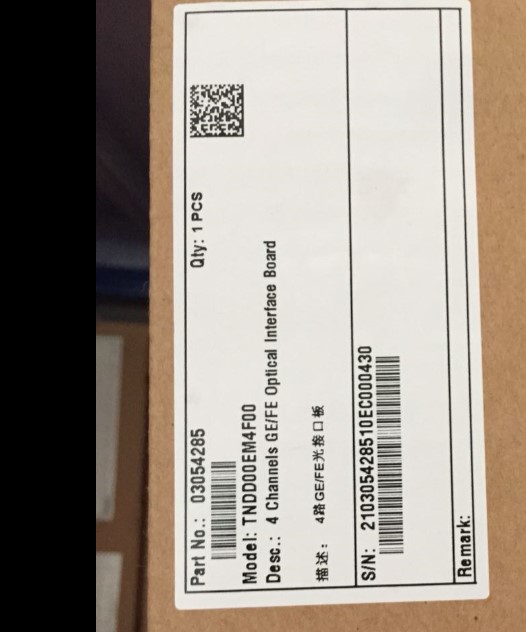 Part No.: 03054285 Qty: 1 PCS
Model: TNDD00EM4F00
Desc.: 4 Channels GE/FE Optical Interface Board
描述: 4路GE/FE光接口板
S/N: 210305428510EC000430
Remark: